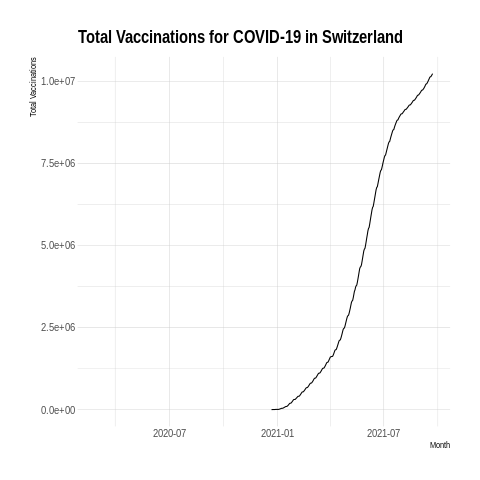 Total Vaccinations for COVID-19 in Switzerland
Total Vaccinations
1.0e+07
7.5e+06
5.0e+06
2.5e+06
0.0e+00
2020-07
2021-01
2021-07
Month